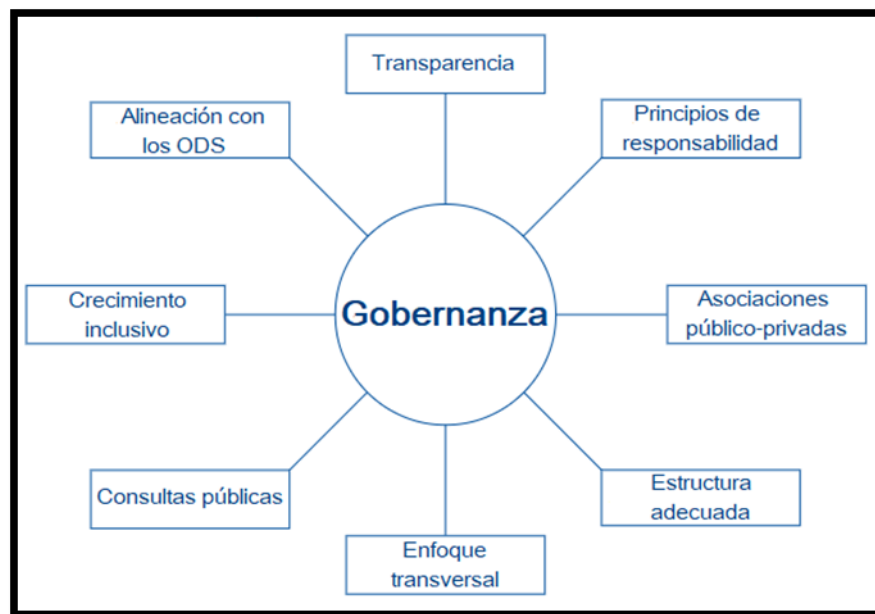 Transparencia
Alineación con
los ODS
Principios de
responsabilidad
Crecimiento
inclusivo
Gobernanza
Asociaciones
público-privadas
Consultas públicas
Estructura
adecuada
Enfoque
transversal